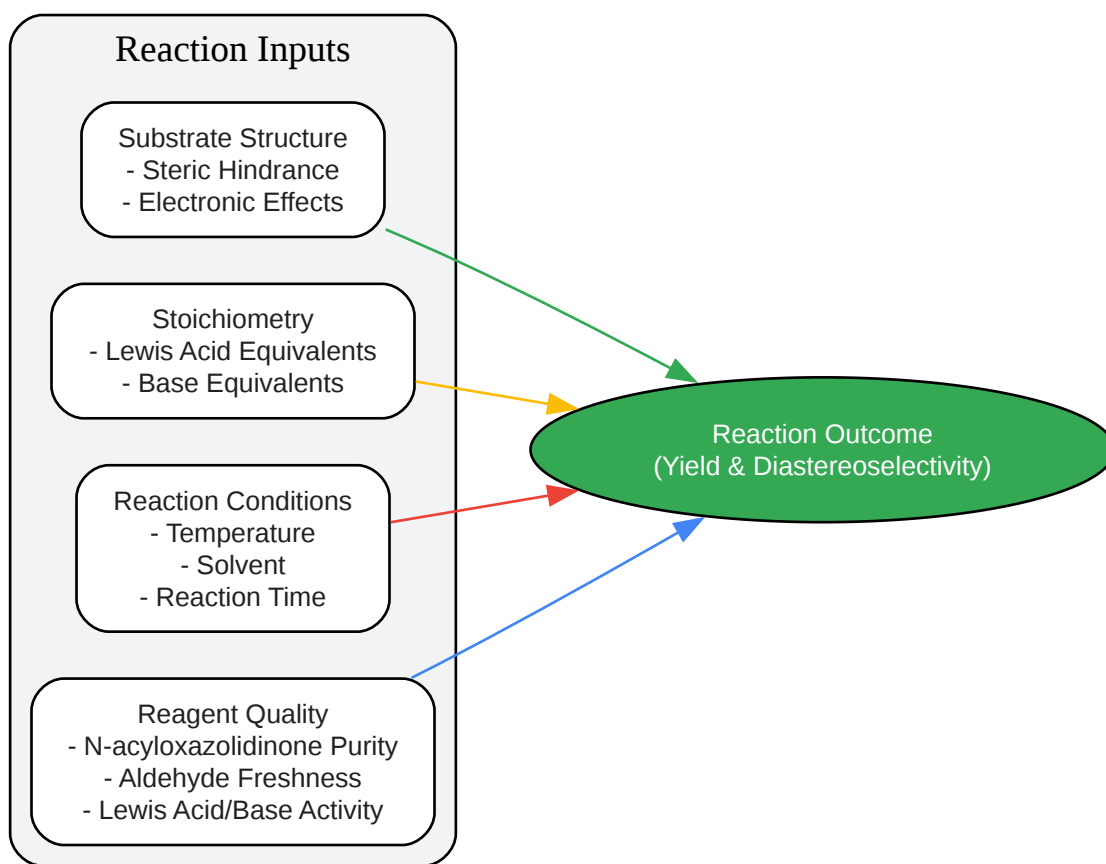 Reaction Inputs
Substrate Structure
- Steric Hindrance
- Electronic Effects
Stoichiometry
- Lewis Acid Equivalents
- Base Equivalents
Reaction Conditions
- Temperature
- Solvent
- Reaction Time
Reagent Quality
- N-acyloxazolidinone Purity
- Aldehyde Freshness
- Lewis Acid/Base Activity
Reaction Outcome
(Yield & Diastereoselectivity)